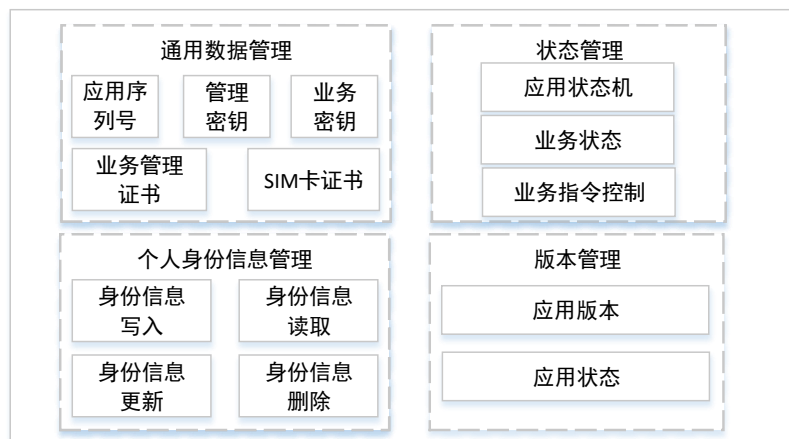 通用数据管理
应用序
列号
管理
密钥
业务
密钥
业务管理
证书
SIM卡证书
状态管理
应用状态机
业务状态
业务指令控制
个人身份信息管理
身份信息
写入
身份信息
读取
身份信息
更新
身份信息
删除
版本管理
应用版本
应用状态